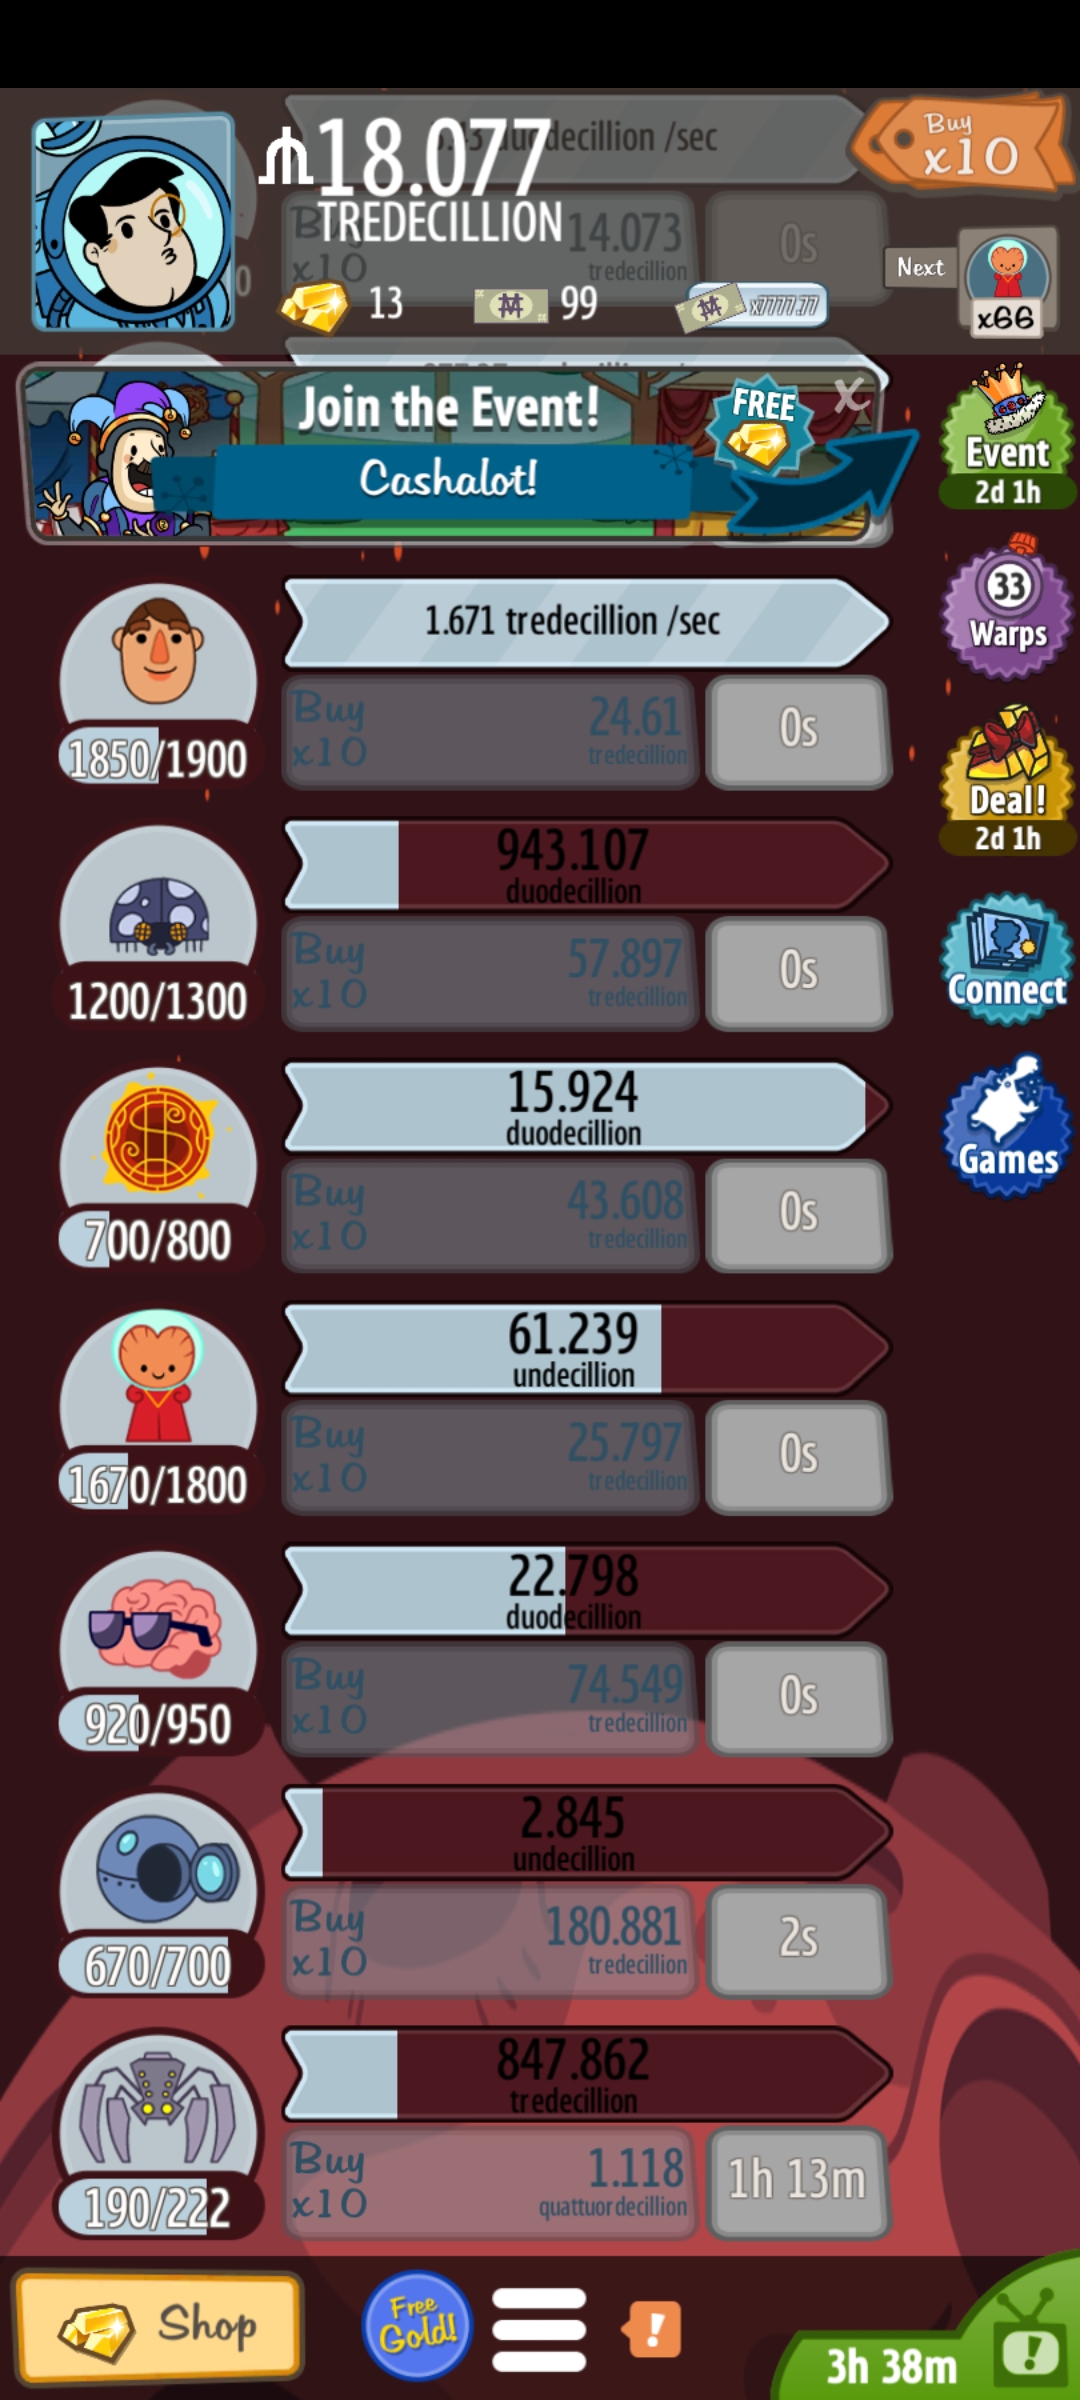 duodecillion /sec
₼18.077
TREDECILLION
Buy
x10
Buy
x10
14.073
tredecillion
0s
13
99
x7777.77
Next
x66
Join the Event!
Cashalot!
FREE
X
Event
2d 1h
1.671 tredecillion /sec
1850/1900
Buy
x10
24.61
tredecillion
0s
33
Warps
943.107
duodecillion
1200/1300
Buy
x10
57.897
tredecillion
0s
Deal!
2d 1h
15.924
duodecillion
700/800
Buy
x10
43.608
tredecillion
0s
Connect
Games
61.239
undecillion
1670/1800
Buy
x10
25.797
tredecillion
0s
22.798
duodecillion
920/950
Buy
x10
74.549
tredecillion
0s
2.845
undecillion
670/700
Buy
x10
180.881
tredecillion
2s
847.862
tredecillion
190/222
Buy
x10
1.118
quattuordecillion
1h 13m
Shop
Free
Gold!
!
3h 38m
!